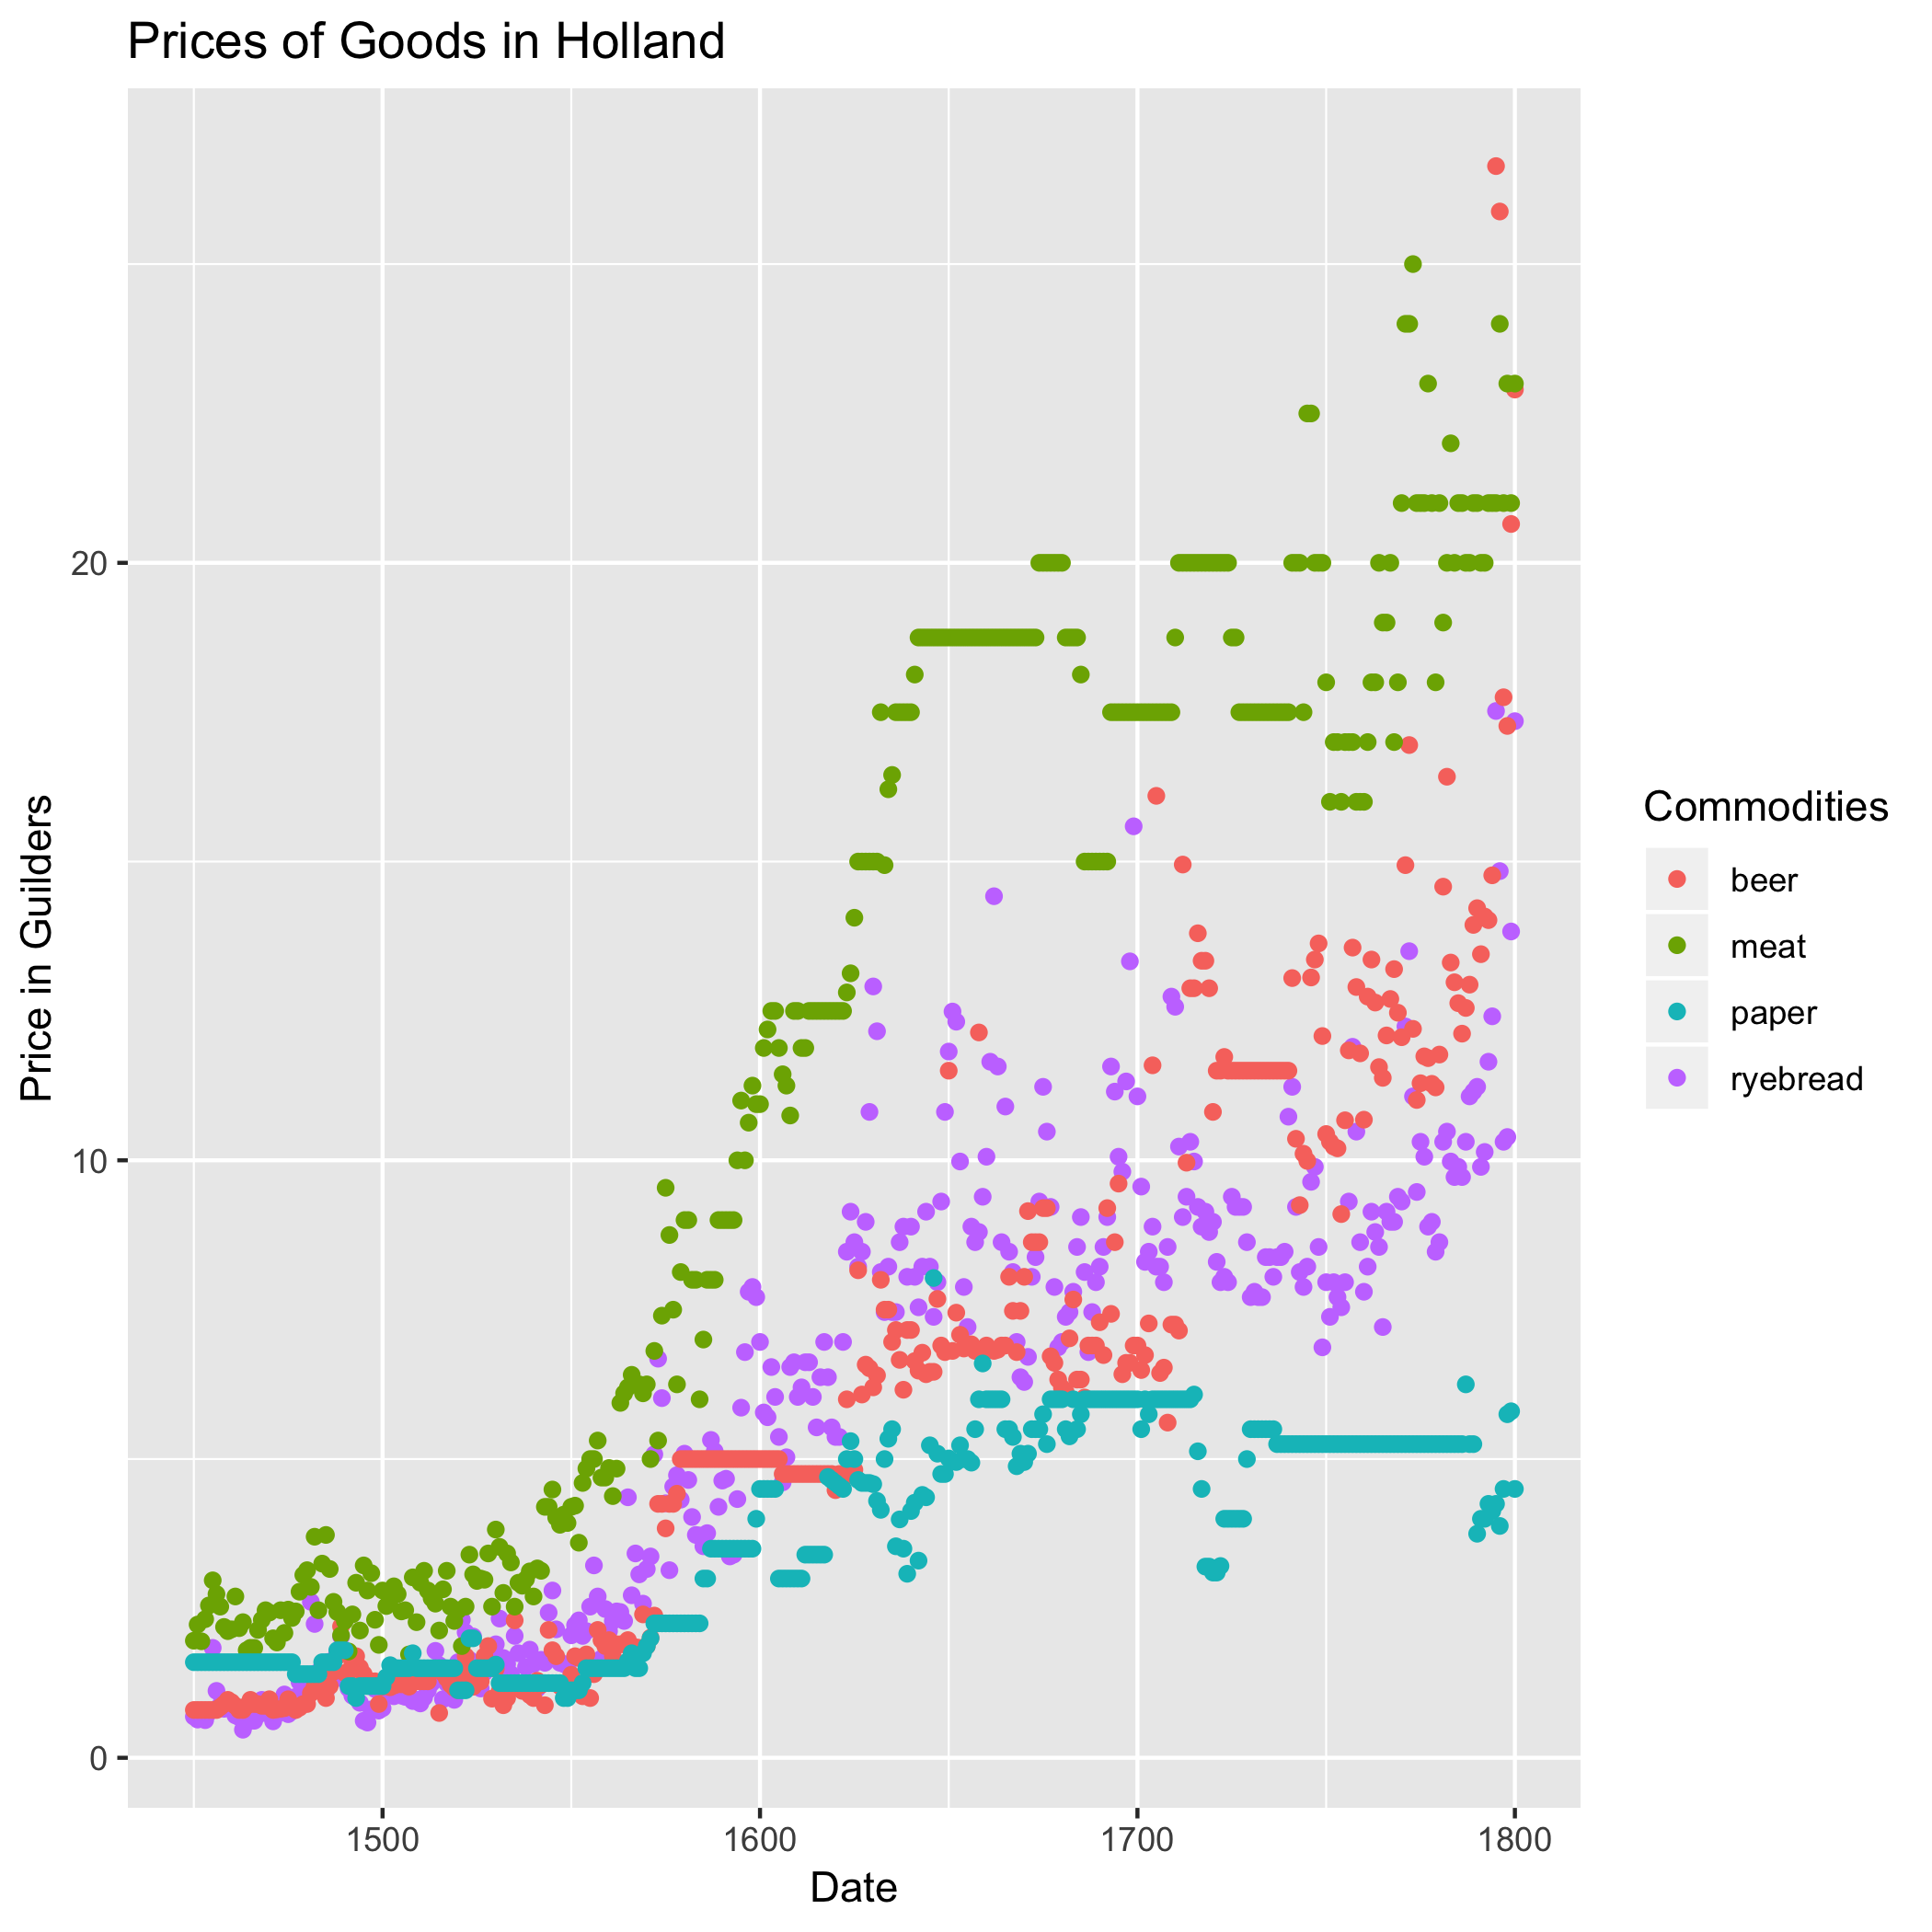 Prices of Goods in Holland
Price in Guilders
20
10
0
1500 1600 1700 1800
Date
Commodities
beer
meat
paper
ryebread